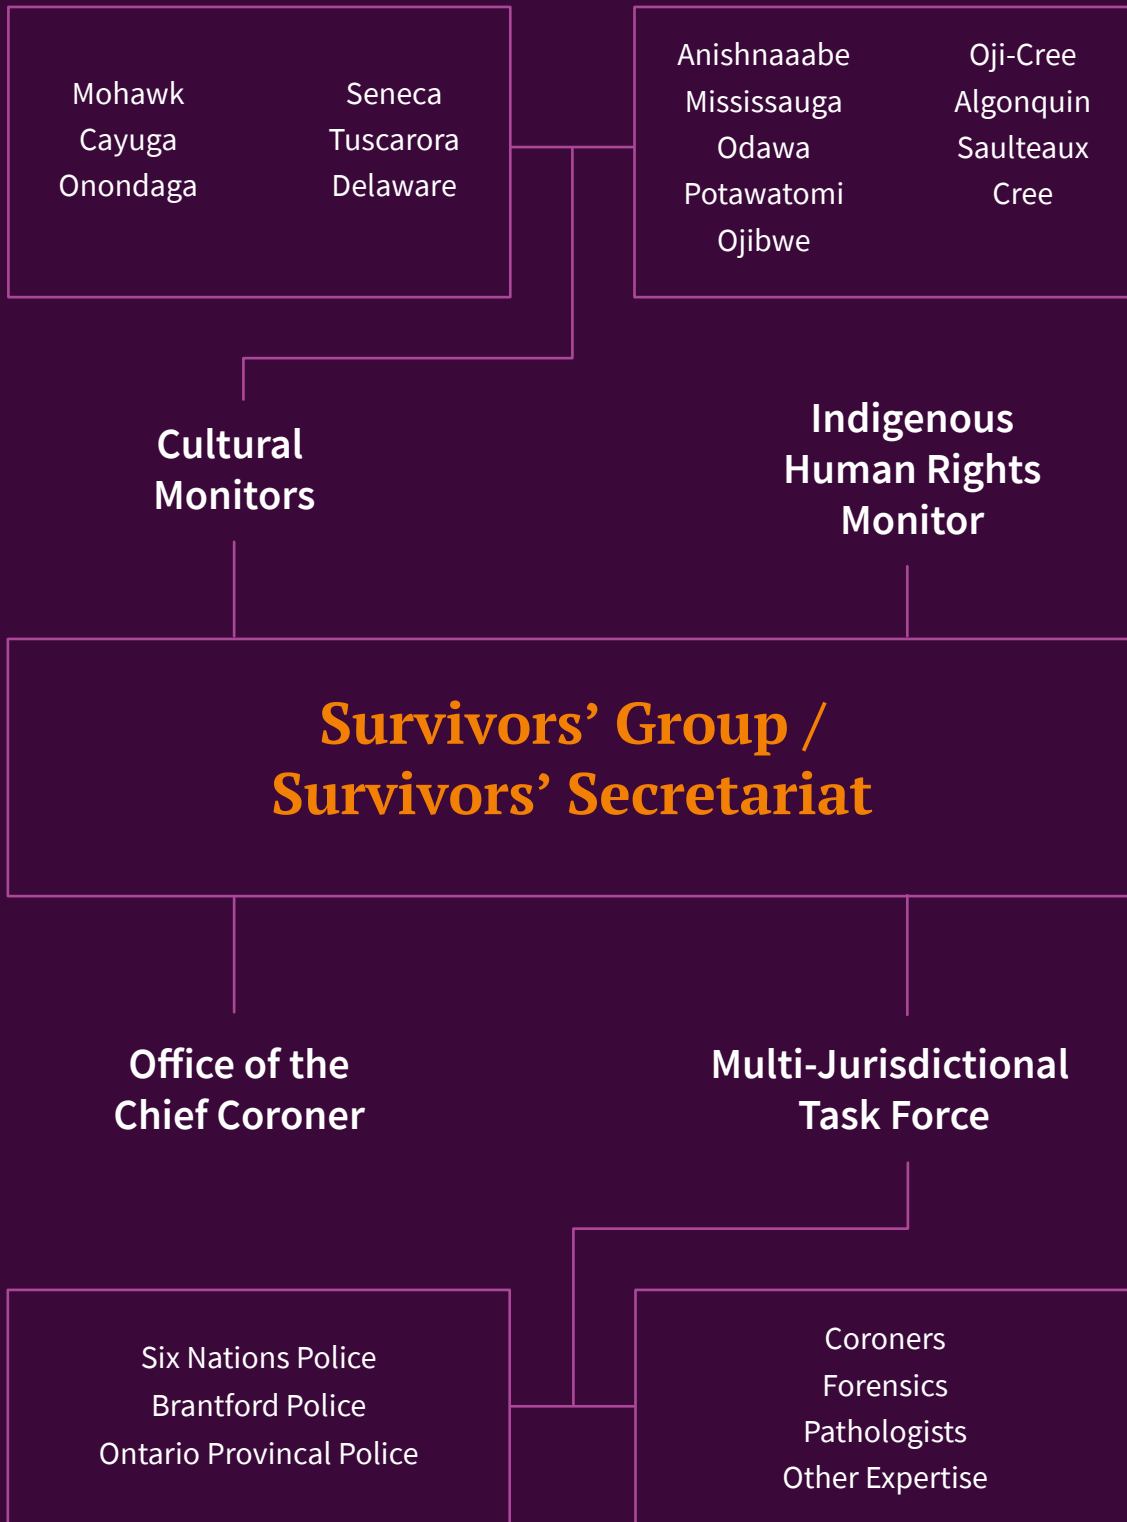 Mohawk
Cayuga
Onondaga
Seneca
Tuscarora
Delaware
Anishnaaabe
Mississauga
Odawa
Potawatomi
Ojibwe
Oji-Cree
Algonquin
Saulteaux
Cree
Cultural
Monitors
Indigenous
Human Rights
Monitor
Survivors’ Group /
Survivors’ Secretariat
Office of the
Chief Coroner
Multi-Jurisdictional
Task Force
Six Nations Police
Brantford Police
Ontario Provincal Police
Coroners
Forensics
Pathologists
Other Expertise